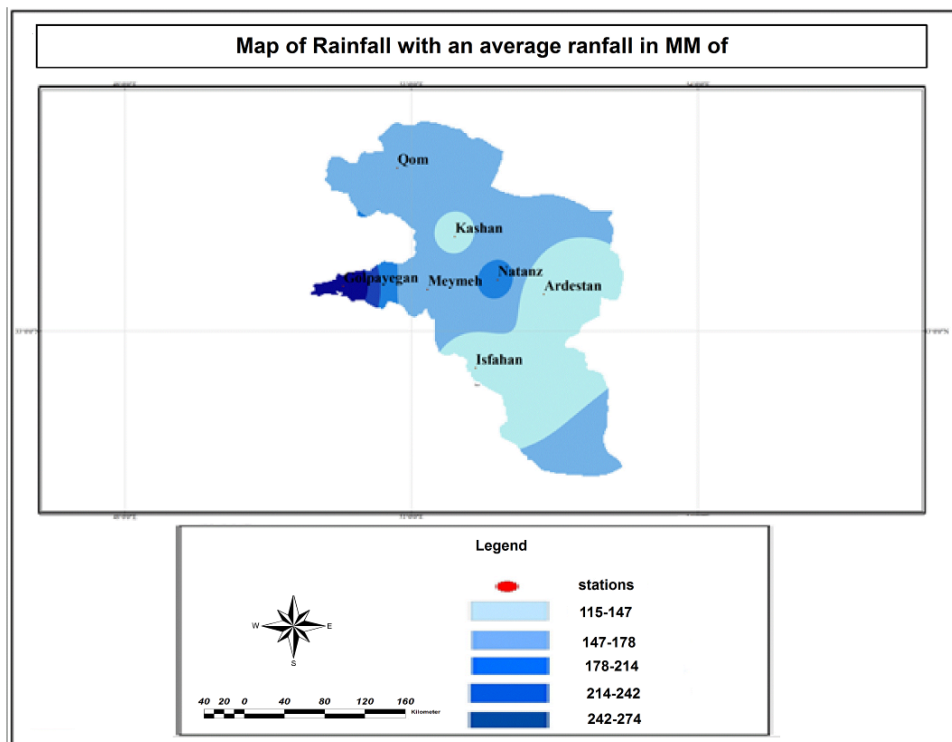 Map of Rainfall with an average ranfall in MM of
Qom
Kashan
Golpayegan
Meymeh
Natanz
Ardestan
Isfahan
Legend
stations
115-147
147-178
178-214
214-242
242-274
W
E
S
40 20 0 40 80 120 160
Kilometer